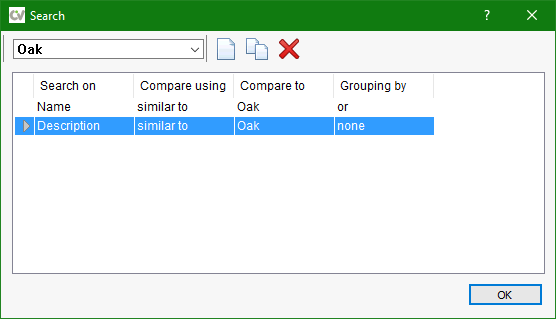 CV Search ?
Oak
Search on Compare using Compare to Grouping by
Name similar to Oak or
Description similar to Oak none
OK